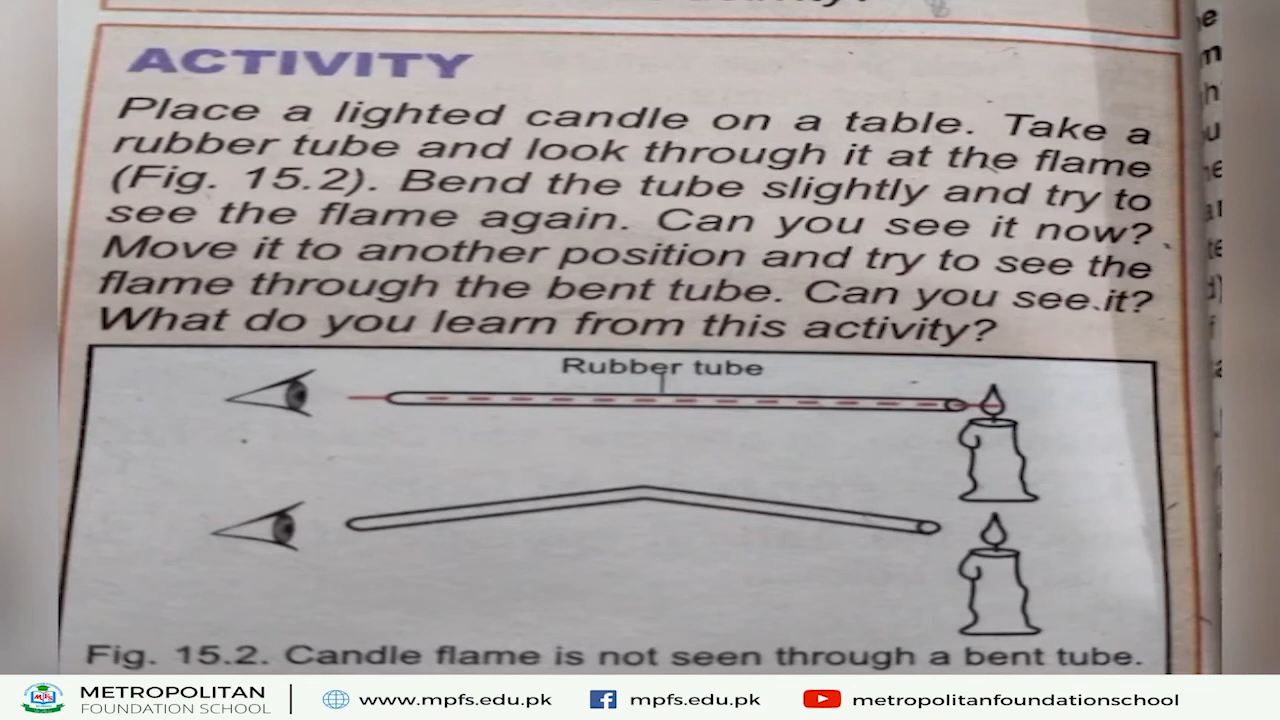 ACTIVITY
Place a lighted candle on a table. Take a
rubber tube and look through it at the flame
(Fig. 15.2). Bend the tube slightly and try to
see the flame again. Can you see it now?
Move it to another position and try to see the
flame through the bent tube. Can you see it?
What do you learn from this activity?
Rubber tube
Fig. 15.2. Candle flame is not seen through a bent tube.
METROPOLITAN
FOUNDATION SCHOOL
www.mpfs.edu.pk
mpfs.edu.pk
metropolitanfoundationschool